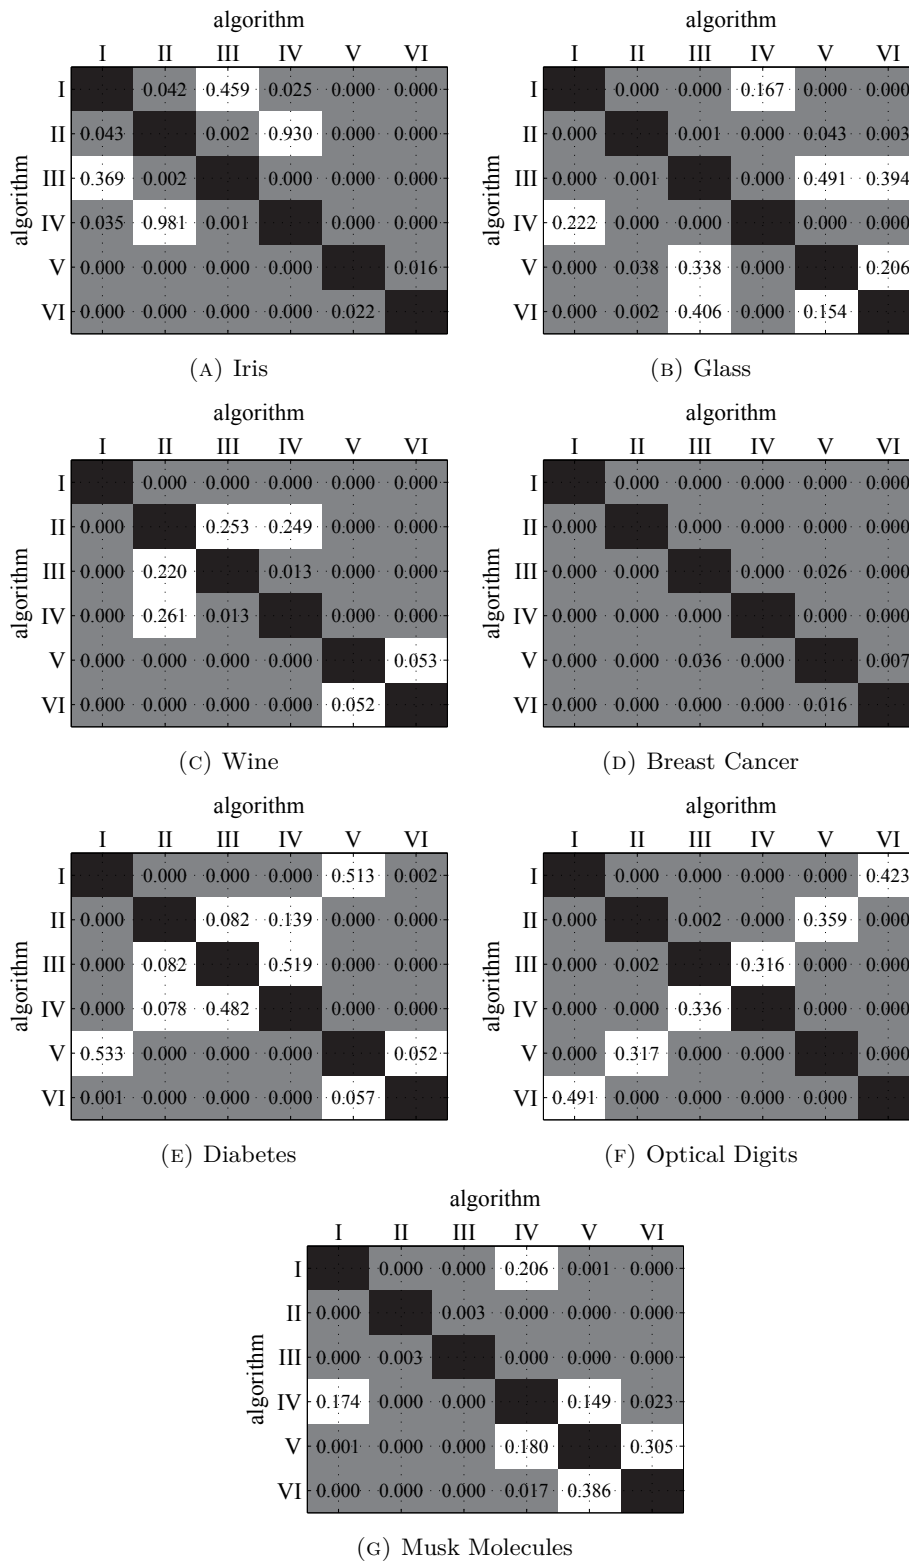 algorithm
algorithm
I II III IV V VI
I II III IV V VI
algorithm
I 0.042 0.459 0.025 0.000 0.000
II 0.043 0.002 0.930 0.000 0.000
III 0.369 0.002 0.000 0.000 0.000
IV 0.035 0.981 0.001 0.000 0.000
V 0.000 0.000 0.000 0.000 0.016
VI 0.000 0.000 0.000 0.000 0.022
(A) Iris
algorithm
I 0.000 0.000 0.167 0.000 0.000
II 0.000 0.001 0.000 0.043 0.003
III 0.000 0.001 0.000 0.491 0.394
IV 0.222 0.000 0.000 0.000 0.000
V 0.000 0.038 0.338 0.000 0.206
VI 0.000 0.002 0.406 0.000 0.154
(B) Glass
algorithm
I II III IV V VI
algorithm
I 0.000 0.000 0.000 0.000 0.000
II 0.000 0.253 0.249 0.000 0.000
III 0.000 0.220 0.013 0.000 0.000
IV 0.000 0.261 0.013 0.000 0.000
V 0.000 0.000 0.000 0.000 0.053
VI 0.000 0.000 0.000 0.000 0.052
(C) Wine
algorithm
I II III IV V VI
algorithm
I 0.000 0.000 0.000 0.000 0.000
II 0.000 0.000 0.000 0.000 0.000
III 0.000 0.000 0.000 0.026 0.000
IV 0.000 0.000 0.000 0.000 0.000
V 0.000 0.000 0.036 0.000 0.007
VI 0.000 0.000 0.000 0.000 0.016
(D) Breast Cancer
algorithm
I II III IV V VI
algorithm
I 0.000 0.000 0.000 0.513 0.002
II 0.000 0.082 0.139 0.000 0.000
III 0.000 0.082 0.519 0.000 0.000
IV 0.000 0.078 0.482 0.000 0.000
V 0.533 0.000 0.000 0.000 0.052
VI 0.001 0.000 0.000 0.000 0.057
(E) Diabetes
algorithm
I II III IV V VI
algorithm
I 0.000 0.000 0.000 0.000 0.423
II 0.000 0.002 0.000 0.359 0.000
III 0.000 0.002 0.316 0.000 0.000
IV 0.000 0.000 0.336 0.000 0.000
V 0.000 0.317 0.000 0.000 0.000
VI 0.491 0.000 0.000 0.000 0.000
(F) Optical Digits
algorithm
I II III IV V VI
algorithm
I 0.000 0.000 0.206 0.001 0.000
II 0.000 0.003 0.000 0.000 0.000
III 0.000 0.003 0.000 0.000 0.000
IV 0.174 0.000 0.000 0.149 0.023
V 0.001 0.000 0.000 0.180 0.305
VI 0.000 0.000 0.000 0.017 0.386
(G) Musk Molecules